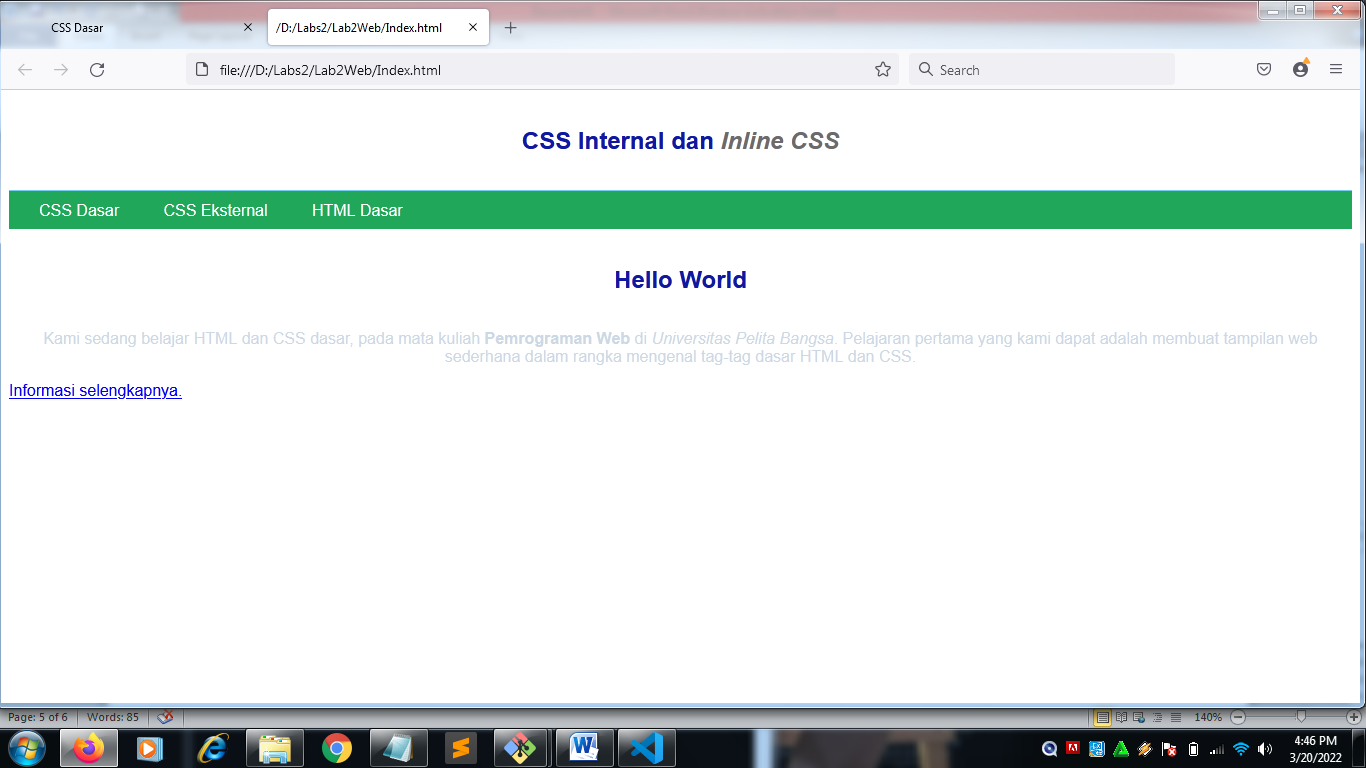 CSS Dasar
/D:/Labs2/Lab2Web/Index.html
file:///D:/Labs2/Lab2Web/Index.html
Search
CSS Internal dan Inline CSS
CSS Dasar
CSS Eksternal
HTML Dasar
Hello World
Kami sedang belajar HTML dan CSS dasar, pada mata kuliah Pemrograman Web di Universitas Pelita Bangsa. Pelajaran pertama yang kami dapat adalah membuat tampilan web
sederhana dalam rangka mengenal tag-tag dasar HTML dan CSS.
Informasi selengkapnya.
Page: 5 of 6
Words: 85
140%
4:46 PM
3/20/2022